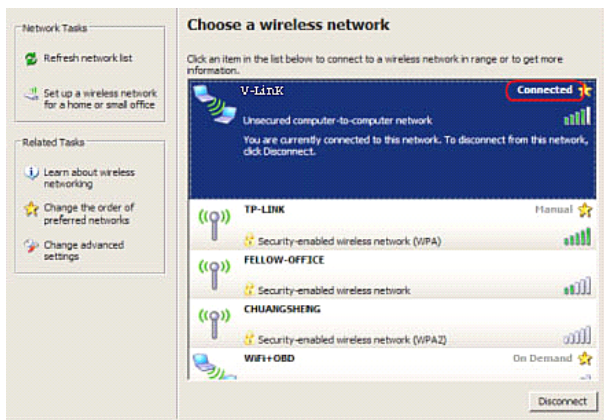 Network Tasks
Refresh network list
Set up a wireless network
for a home or small office
Related Tasks
Learn about wireless
networking
Change the order of
preferred networks
Change advanced
settings
Choose a wireless network
Click an item in the list below to connect to a wireless network in range or to get more
information.
V-LinK
Connected
Unsecured computer-to-computer network
You are currently connected to this network. To disconnect from this network,
click Disconnect.
TP-LINK
Manual
Security-enabled wireless network (WPA)
FELLOW-OFFICE
Security-enabled wireless network
CHUANGSHENG
Security-enabled wireless network (WPA2)
WiFi+OBD
On Demand
Disconnect